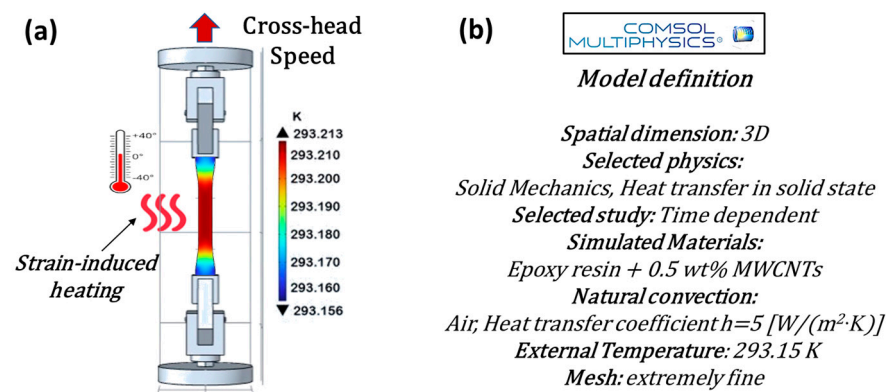 (a)
Cross-head
Speed
K
293.213
293.210
293.200
293.190
293.180
293.170
293.160
293.156
+40°
0°
-40°
Strain-induced
heating
(b)
COMSOL
MULTIPHYSICS®
Model definition
Spatial dimension: 3D
Selected physics:
Solid Mechanics, Heat transfer in solid state
Selected study: Time dependent
Simulated Materials:
Epoxy resin + 0.5 wt% MWCNTs
Natural convection:
Air, Heat transfer coefficient h=5 [W/(m²·K)]
External Temperature: 293.15 K
Mesh: extremely fine